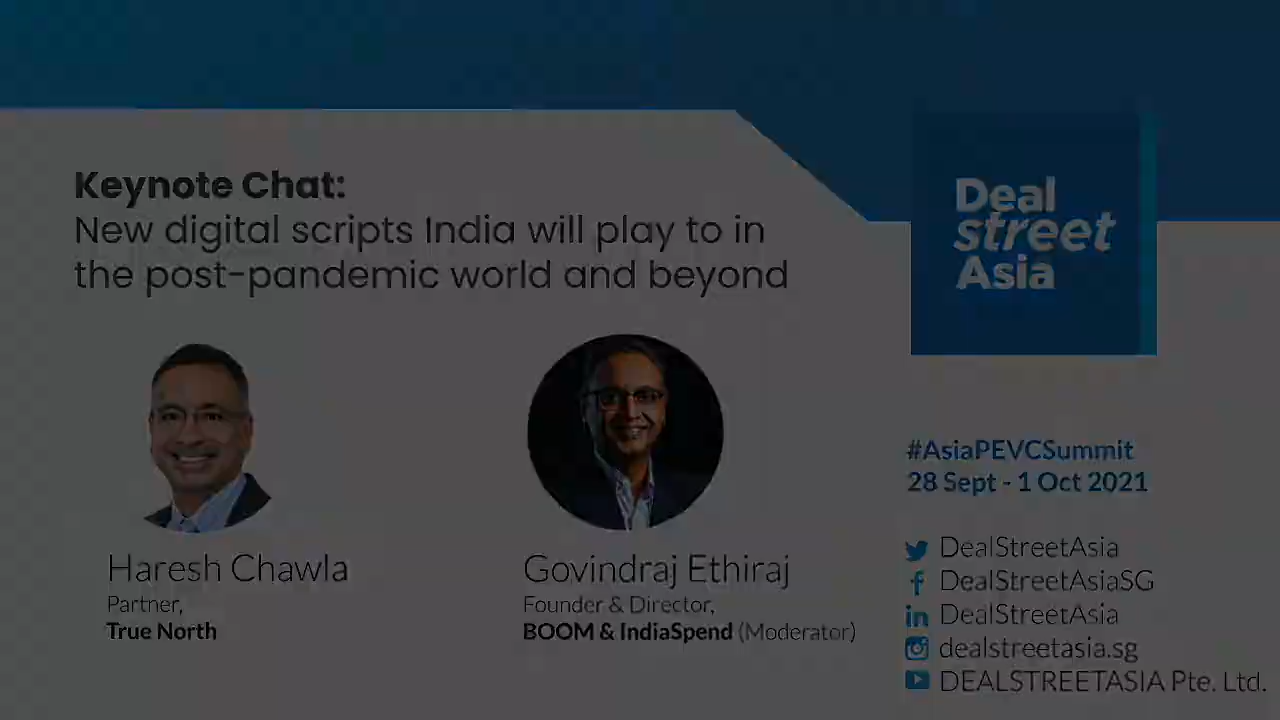 Keynote Chat:
New digital scripts India will play to in
the post-pandemic world and beyond
Deal
street
Asia
Haresh Chawla
Partner,
True North
Govindraj Ethiraj
Founder & Director,
BOOM & IndiaSpend (Moderator)
#AsiaPEVCSummit
28 Sept - 1 Oct 2021
DealStreetAsia
DealStreetAsiaSG
DealStreetAsia
dealstreetasia.sg
DEALSTREETASIA Pte. Ltd.